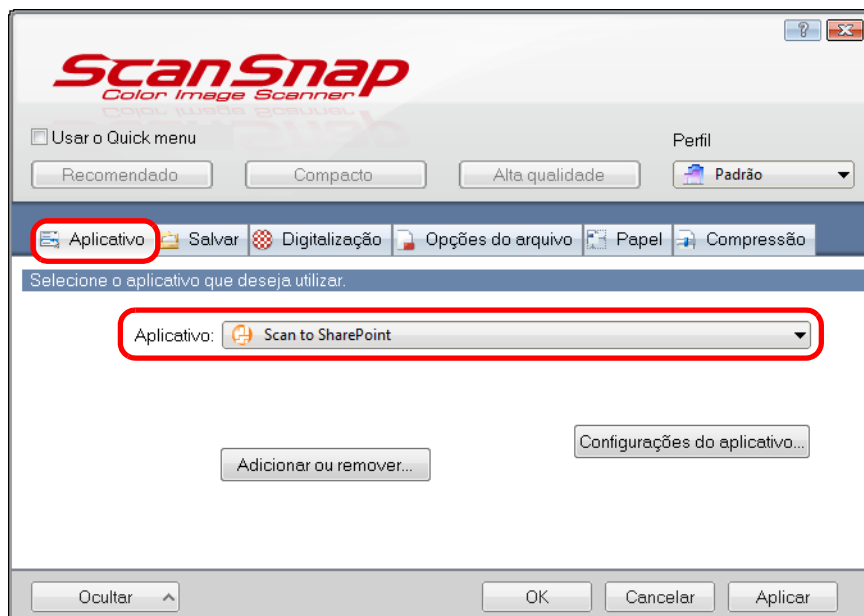 ScanSnap
Color Image Scanner
Usar o Quick menu
Perfil
Recomendado Compacto Alta qualidade Padrão
Aplicativo Salvar Digitalização Opções do arquivo Papel Compressão
Selecione o aplicativo que deseja utilizar.
Aplicativo: Scan to SharePoint
Configurações do aplicativo...
Adicionar ou remover...
Ocultar OK Cancelar Aplicar